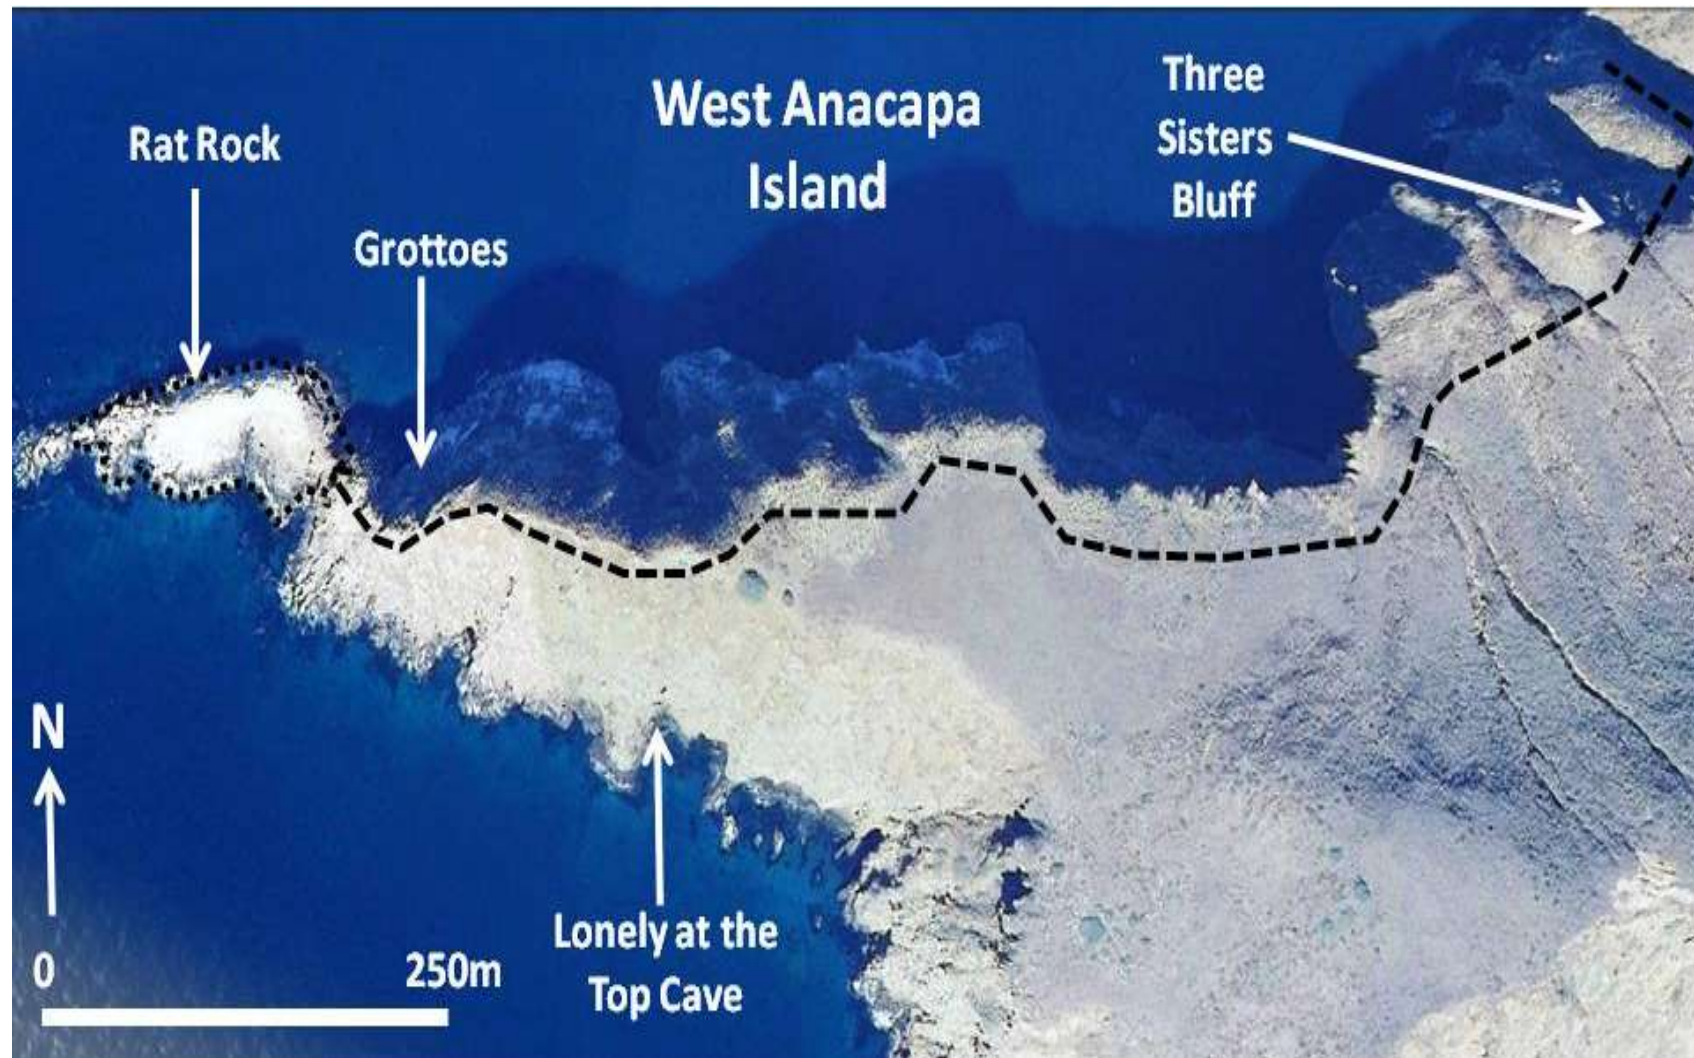 West Anacapa
Island
Three
Sisters
Bluff
Rat Rock
Grottoes
N
0
250m
Lonely at the
Top Cave